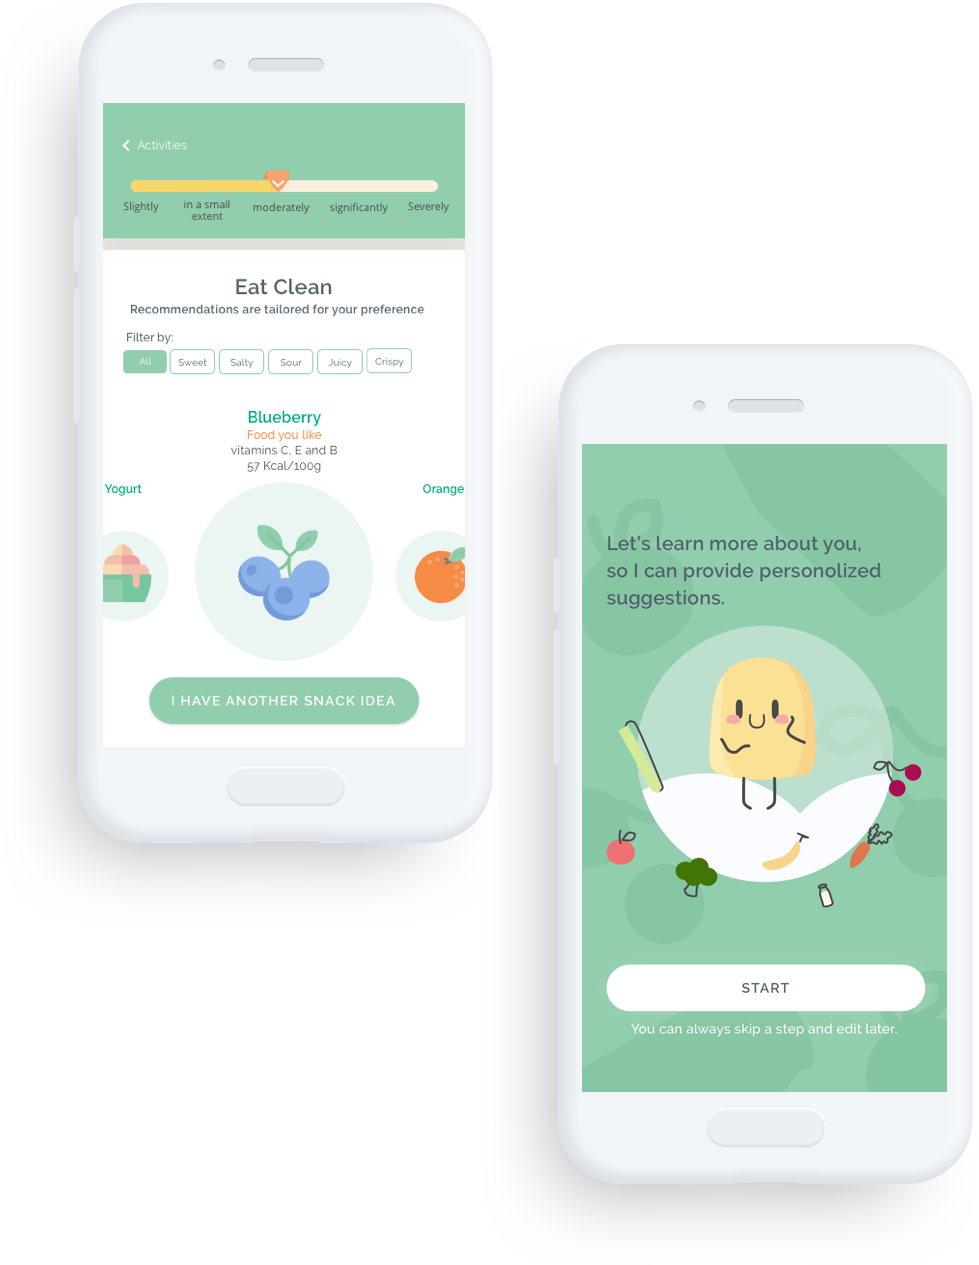 Activities
Slightly
in a small
extent
moderately
significantly
Severely
Eat Clean
Recommendations are tailored for your preference
Filter by:
All Sweet Salty Sour Juicy Crispy
Blueberry
Food you like
vitamins C, E and B
57 Kcal/100g
Yogurt
Orange
I HAVE ANOTHER SNACK IDEA
Let's learn more about you,
so I can provide personolized
suggestions.
START
You can always skip a step and edit later.